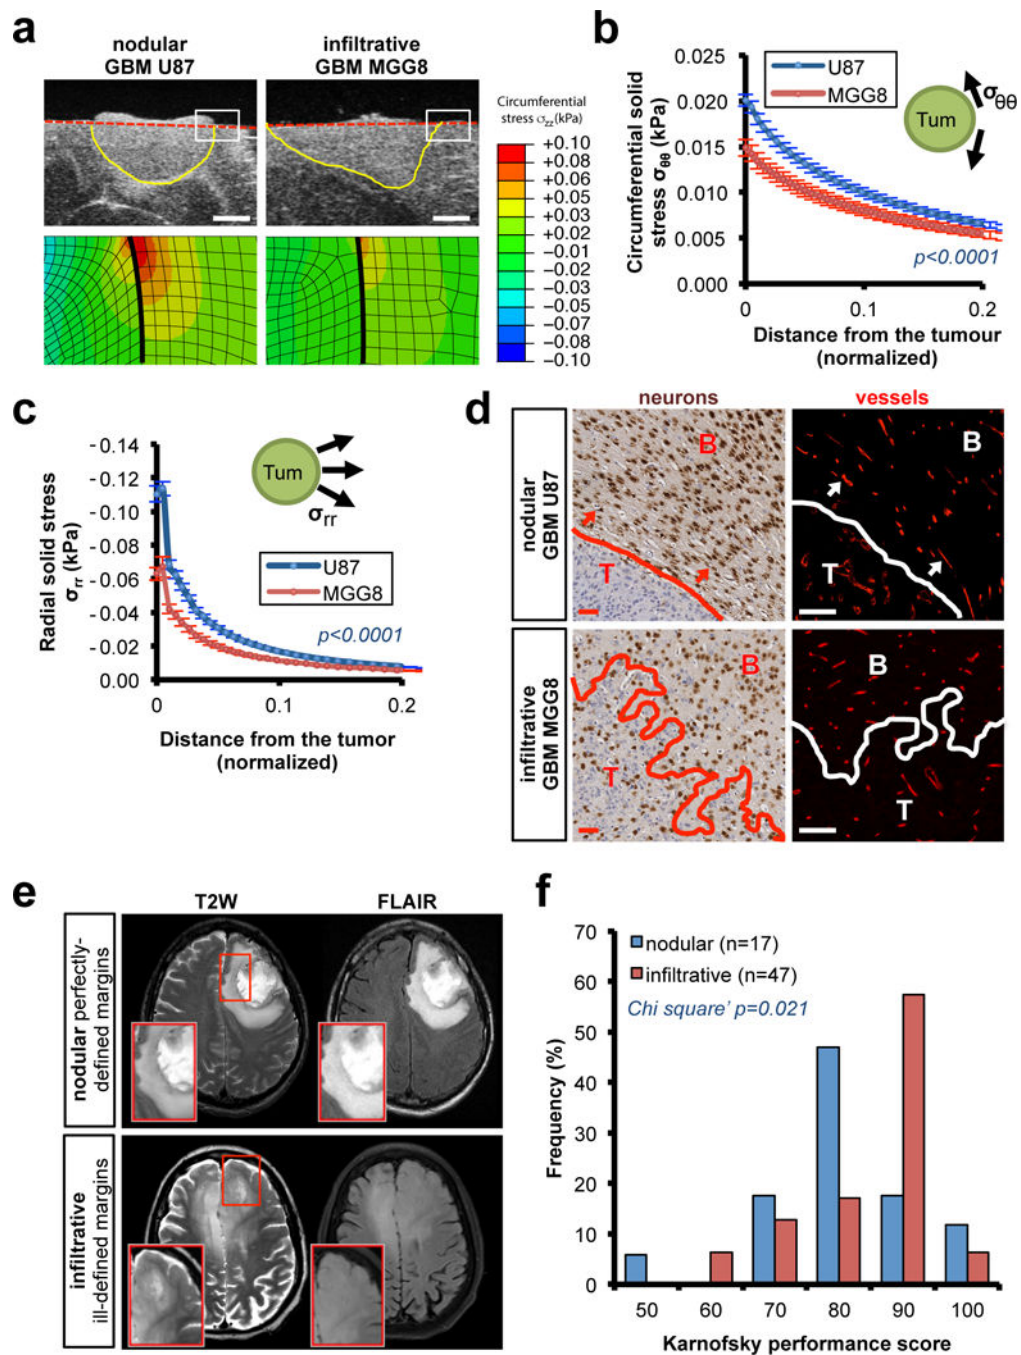 a
nodular
GBM U87
infiltrative
GBM MGG8
Circumferential
stress σzz(kPa)
+0.10
+0.08
+0.06
+0.05
+0.03
+0.01
−0.01
−0.02
−0.03
−0.05
−0.07
−0.08
−0.10
b
Circumferential solid
stress σθθ (kPa)
0.025
0.020
0.015
0.010
0.005
0.000
U87
MGG8
Tum
σθθ
p<0.0001
0
0.1
0.2
Distance from the tumour
(normalized)
c
Radial solid stress
σrr (kPa)
- 0.14
- 0.12
- 0.10
- 0.08
- 0.06
- 0.04
- 0.02
0.00
Tum
σrr
U87
MGG8
p<0.0001
0
0.1
0.2
Distance from the tumor
(normalized)
d
neurons
vessels
nodular
GBM U87
B
T
B
T
infiltrative
GBM MGG8
B
T
B
T
e
T2W
FLAIR
nodular perfectly-
defined margins
infiltrative
ill-defined margins
f
Frequency (%)
70
60
50
40
30
20
10
0
nodular (n=17)
infiltrative (n=47)
Chi square' p=0.021
50
60
70
80
90
100
Karnofsky performance score